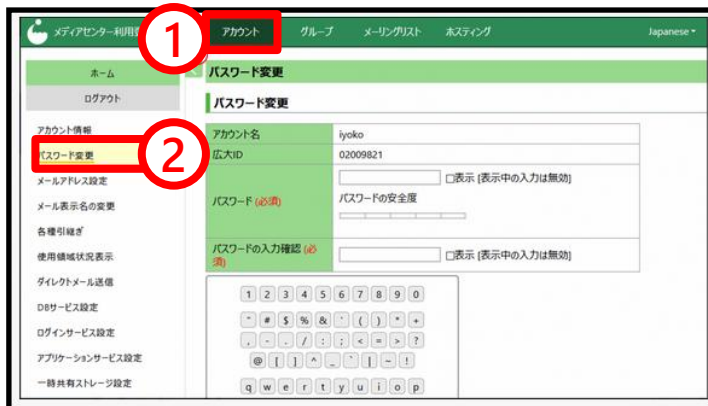 メディアセンター利用
1
アカウント
グループ
メーリングリスト
ホスティング
Japanese
ホーム
ログアウト
アカウント情報
パスワード変更
2
メールアドレス設定
メール表示名の変更
各種引継ぎ
使用領域状況表示
ダイレクトメール送信
DBサービス設定
ログインサービス設定
アプリケーションサービス設定
一時共有ストレージ設定
パスワード変更
パスワード変更
アカウント名 iyoko
広大ID 02009821
パスワード (必須)
□表示 [表示中の入力は無効]
パスワードの安全度
パスワードの入力確認 (必須)
□表示 [表示中の入力は無効]
1 2 3 4 5 6 7 8 9 0
" # $ % & ' ( ) * +
, - . / : ; < = > ?
@ [ ] ^ _ ` | ~ !
q w e r t y u i o p